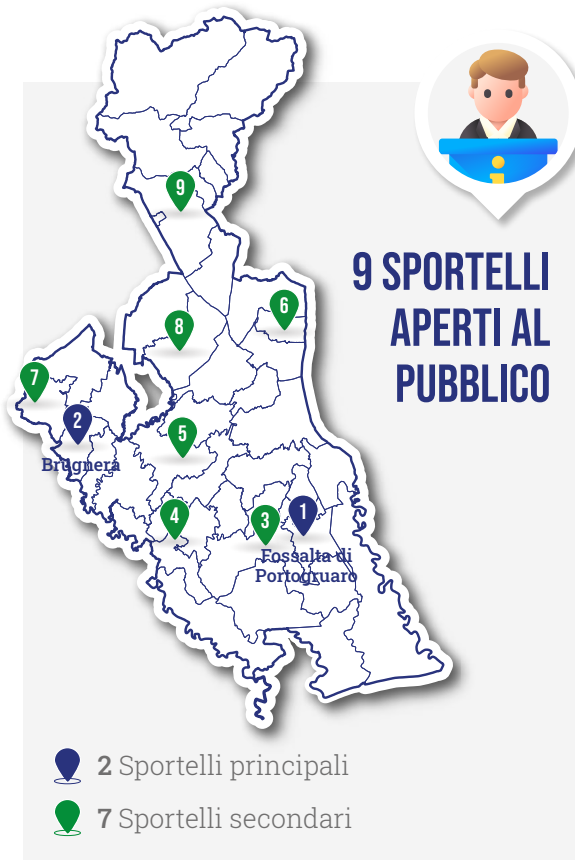 9 SPORTELLI
APERTI AL
PUBBLICO
9
6
8
7
2
Brugnera
5
4
3
1
Fossalta di
Portogruaro
2 Sportelli principali
7 Sportelli secondari